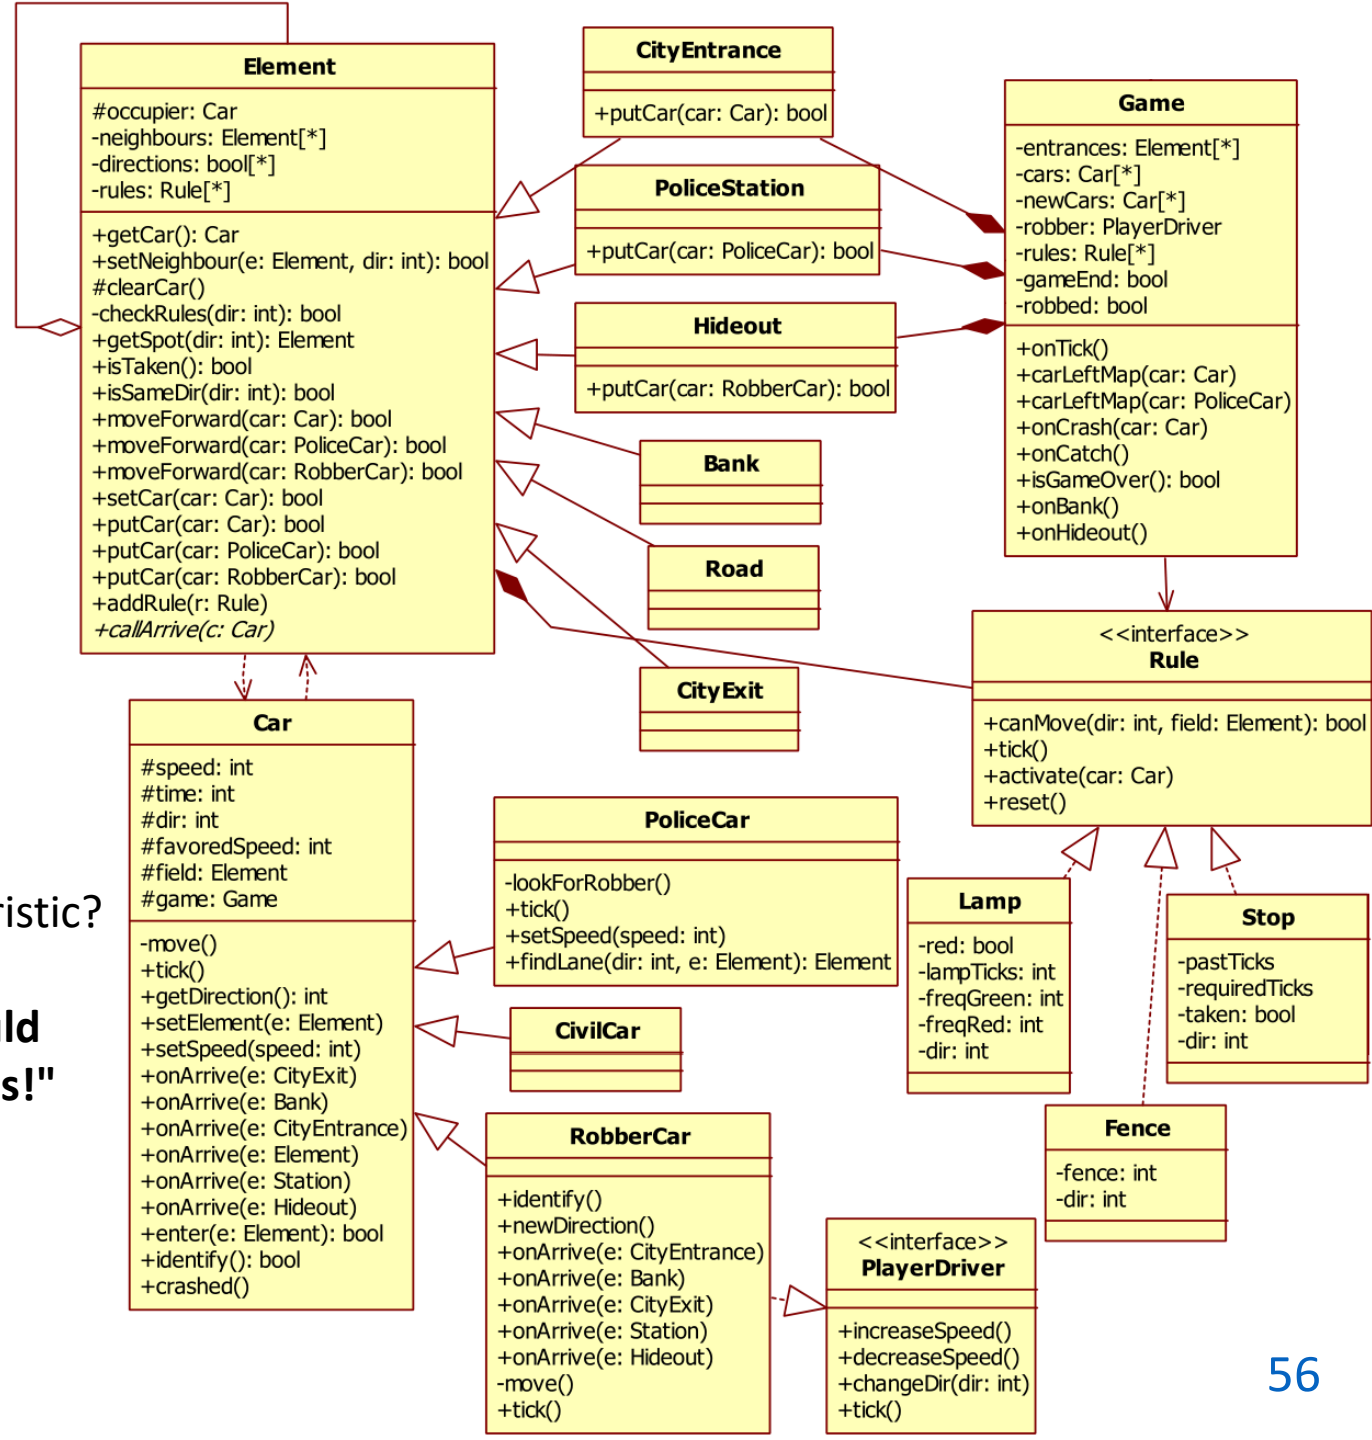 Element
#occupier: Car
-neighbours: Element[*]
-directions: bool[*]
-rules: Rule[*]
+getCar(): Car
+setNeighbour(e: Element, dir: int): bool
#clearCar()
-checkRules(dir: int): bool
+getSpot(dir: int): Element
+isTaken(): bool
+isSameDir(dir: int): bool
+moveForward(car: Car): bool
+moveForward(car: PoliceCar): bool
+moveForward(car: RobberCar): bool
+setCar(car: Car): bool
+putCar(car: Car): bool
+putCar(car: PoliceCar): bool
+putCar(car: RobberCar): bool
+addRule(r: Rule)
+callArrive(c: Car)
CityEntrance
+putCar(car: Car): bool
PoliceStation
+putCar(car: PoliceCar): bool
Hideout
+putCar(car: RobberCar): bool
Bank
Road
CityExit
Game
-entrances: Element[*]
-cars: Car[*]
-newCars: Car[*]
-robber: PlayerDriver
-rules: Rule[*]
-gameEnd: bool
-robbed: bool
+onTick()
+carLeftMap(car: Car)
+carLeftMap(car: PoliceCar)
+onCrash(car: Car)
+onCatch()
+isGameOver(): bool
+onBank()
+onHideout()
<<interface>>
Rule
+canMove(dir: int, field: Element): bool
+tick()
+activate(car: Car)
+reset()
Car
#speed: int
#time: int
#dir: int
#favoredSpeed: int
#field: Element
#game: Game
-move()
+tick()
+getDirection(): int
+setElement(e: Element)
+setSpeed(speed: int)
+onArrive(e: CityExit)
+onArrive(e: Bank)
+onArrive(e: CityEntrance)
+onArrive(e: Element)
+onArrive(e: Station)
+onArrive(e: Hideout)
+enter(e: Element): bool
+identify(): bool
+crashed()
ristic?
ld
s!"
PoliceCar
-lookForRobber()
+tick()
+setSpeed(speed: int)
+findLane(dir: int, e: Element): Element
CivilCar
RobberCar
+identify()
+newDirection()
+onArrive(e: CityEntrance)
+onArrive(e: Bank)
+onArrive(e: CityExit)
+onArrive(e: Station)
+onArrive(e: Hideout)
-move()
+tick()
<<interface>>
PlayerDriver
+increaseSpeed()
+decreaseSpeed()
+changeDir(dir: int)
+tick()
Lamp
-red: bool
-lampTicks: int
-freqGreen: int
-freqRed: int
-dir: int
Stop
-pastTicks
-requiredTicks
-taken: bool
-dir: int
Fence
-fence: int
-dir: int
56